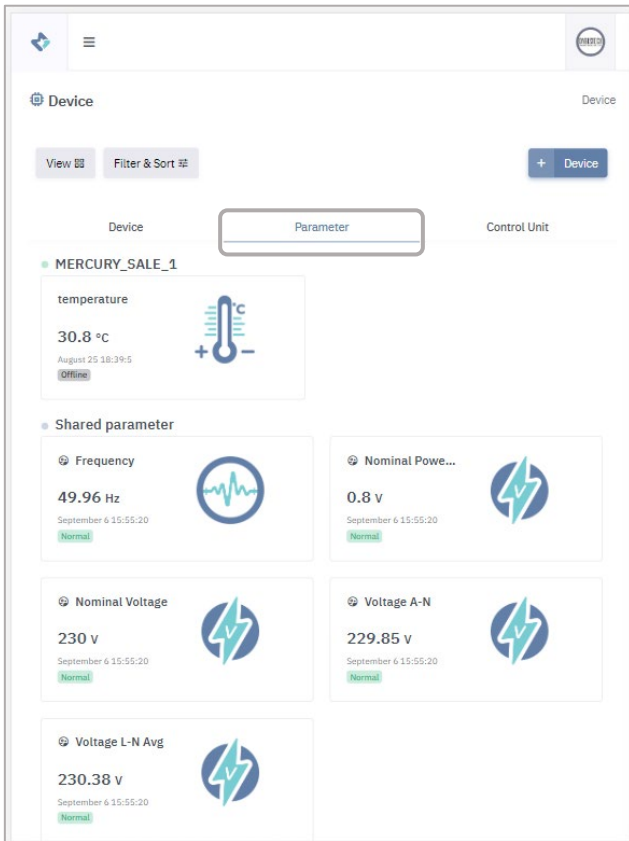 Device
Device
View
Filter & Sort
+ Device
Device
Parameter
Control Unit
MERCURY_SALE_1
temperature
30.8 °C
August 25 18:39:5
Offline
°C
+ −
Shared parameter
Frequency
49.96 Hz
September 6 15:55:20
Normal
Nominal Powe...
0.8 V
September 6 15:55:20
Normal
V
Nominal Voltage
230 V
September 6 15:55:20
Normal
V
Voltage A-N
229.85 V
September 6 15:55:20
Normal
V
Voltage L-N Avg
230.38 V
September 6 15:55:20
Normal
V